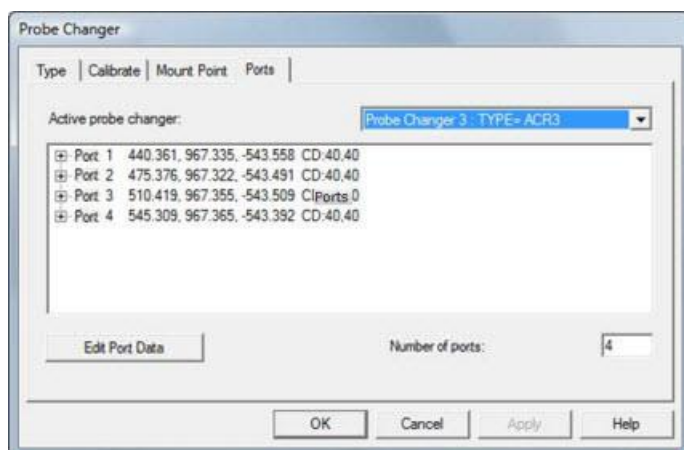 Probe Changer
Type Calibrate Mount Point Ports
Active probe changer: Probe Changer 3 : TYPE= ACR3
Port 1 440.361, 967.335, -543.558 CD:40,40
Port 2 475.376, 967.322, -543.491 CD:40,40
Port 3 510.419, 967.355, -543.509 Ports 0
Port 4 545.309, 967.365, -543.392 CD:40,40
Edit Port Data Number of ports: 4
OK Cancel Apply Help